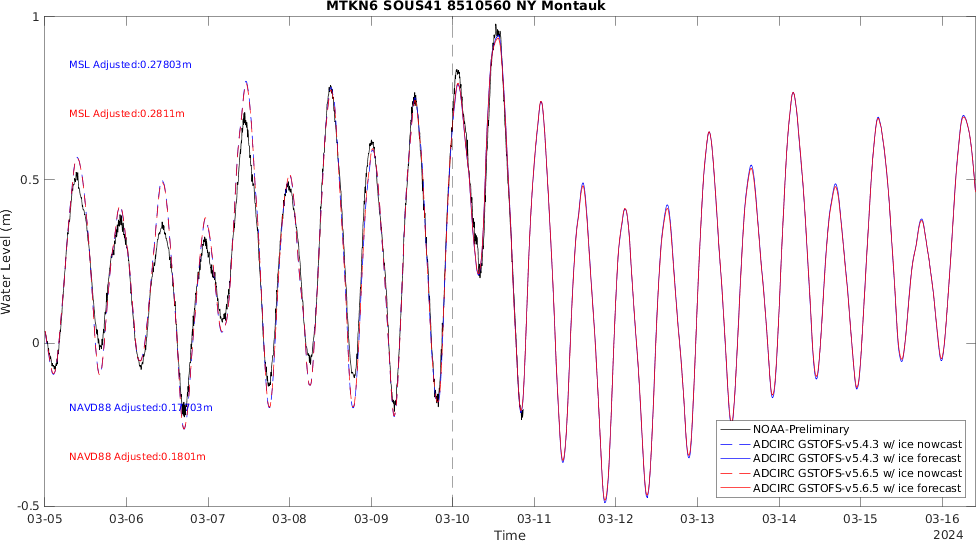 MTKN6 SOUS41 8510560 NY Montauk
Water Level (m)
1
0.5
0
-0.5
MSL Adjusted:0.27803m
MSL Adjusted:0.2811m
NAVD88 Adjusted:0.17703m
NAVD88 Adjusted:0.1801m
NOAA-Preliminary
ADCIRC GSTOFS-v5.4.3 w/ ice nowcast
ADCIRC GSTOFS-v5.4.3 w/ ice forecast
ADCIRC GSTOFS-v5.6.5 w/ ice nowcast
ADCIRC GSTOFS-v5.6.5 w/ ice forecast
03-05 03-06 03-07 03-08 03-09 03-10 03-11 03-12 03-13 03-14 03-15 03-16
Time 2024